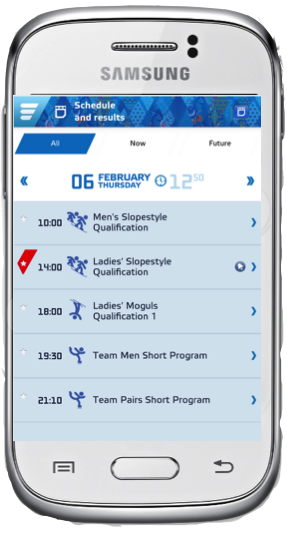 SAMSUNG
Schedule
and results
All Now Future
06 FEBRUARY
THURSDAY 12 50
10:00 Men's Slopestyle
Qualification
14:00 Ladies' Slopestyle
Qualification
18:00 Ladies' Moguls
Qualification 1
19:30 Team Men Short Program
21:10 Team Pairs Short Program